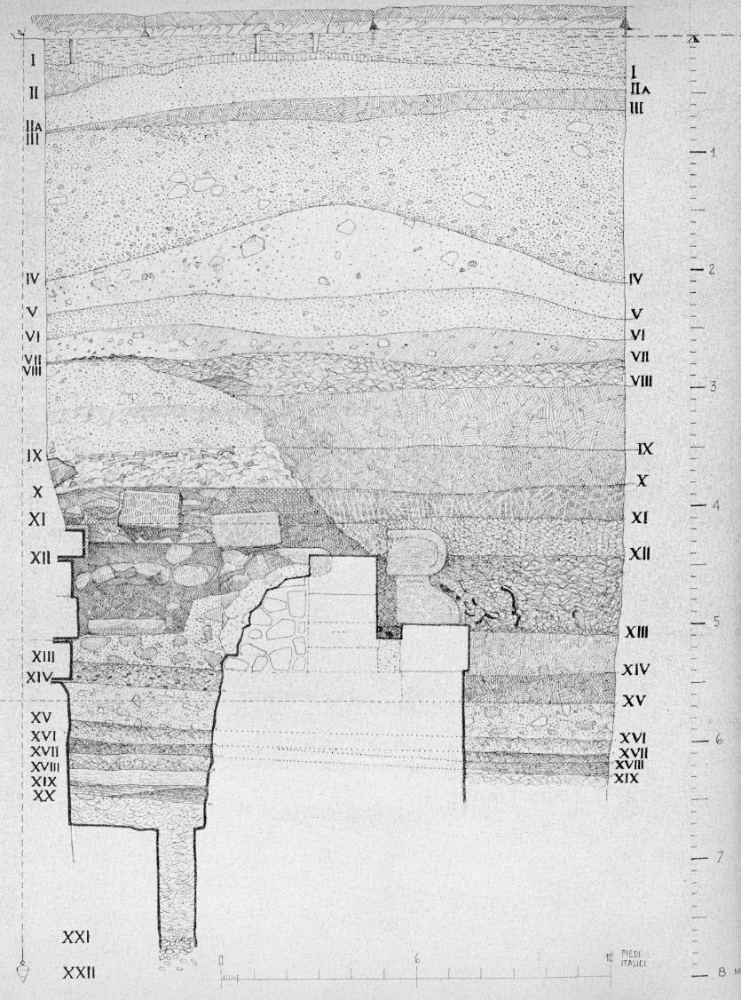 I
II
IIA
III
IV
V
VI
VII
VIII
IX
X
XI
XII
XIII
XIV
XV
XVI
XVII
XVIII
XIX
XX
XXI
XXII
I
IIA
III
IV
V
VI
VII
VIII
IX
X
XI
XII
XIII
XIV
XV
XVI
XVII
XVIII
XIX
1
2
3
4
5
6
7
8 M
0 6 12 PIEDI
ITALICI